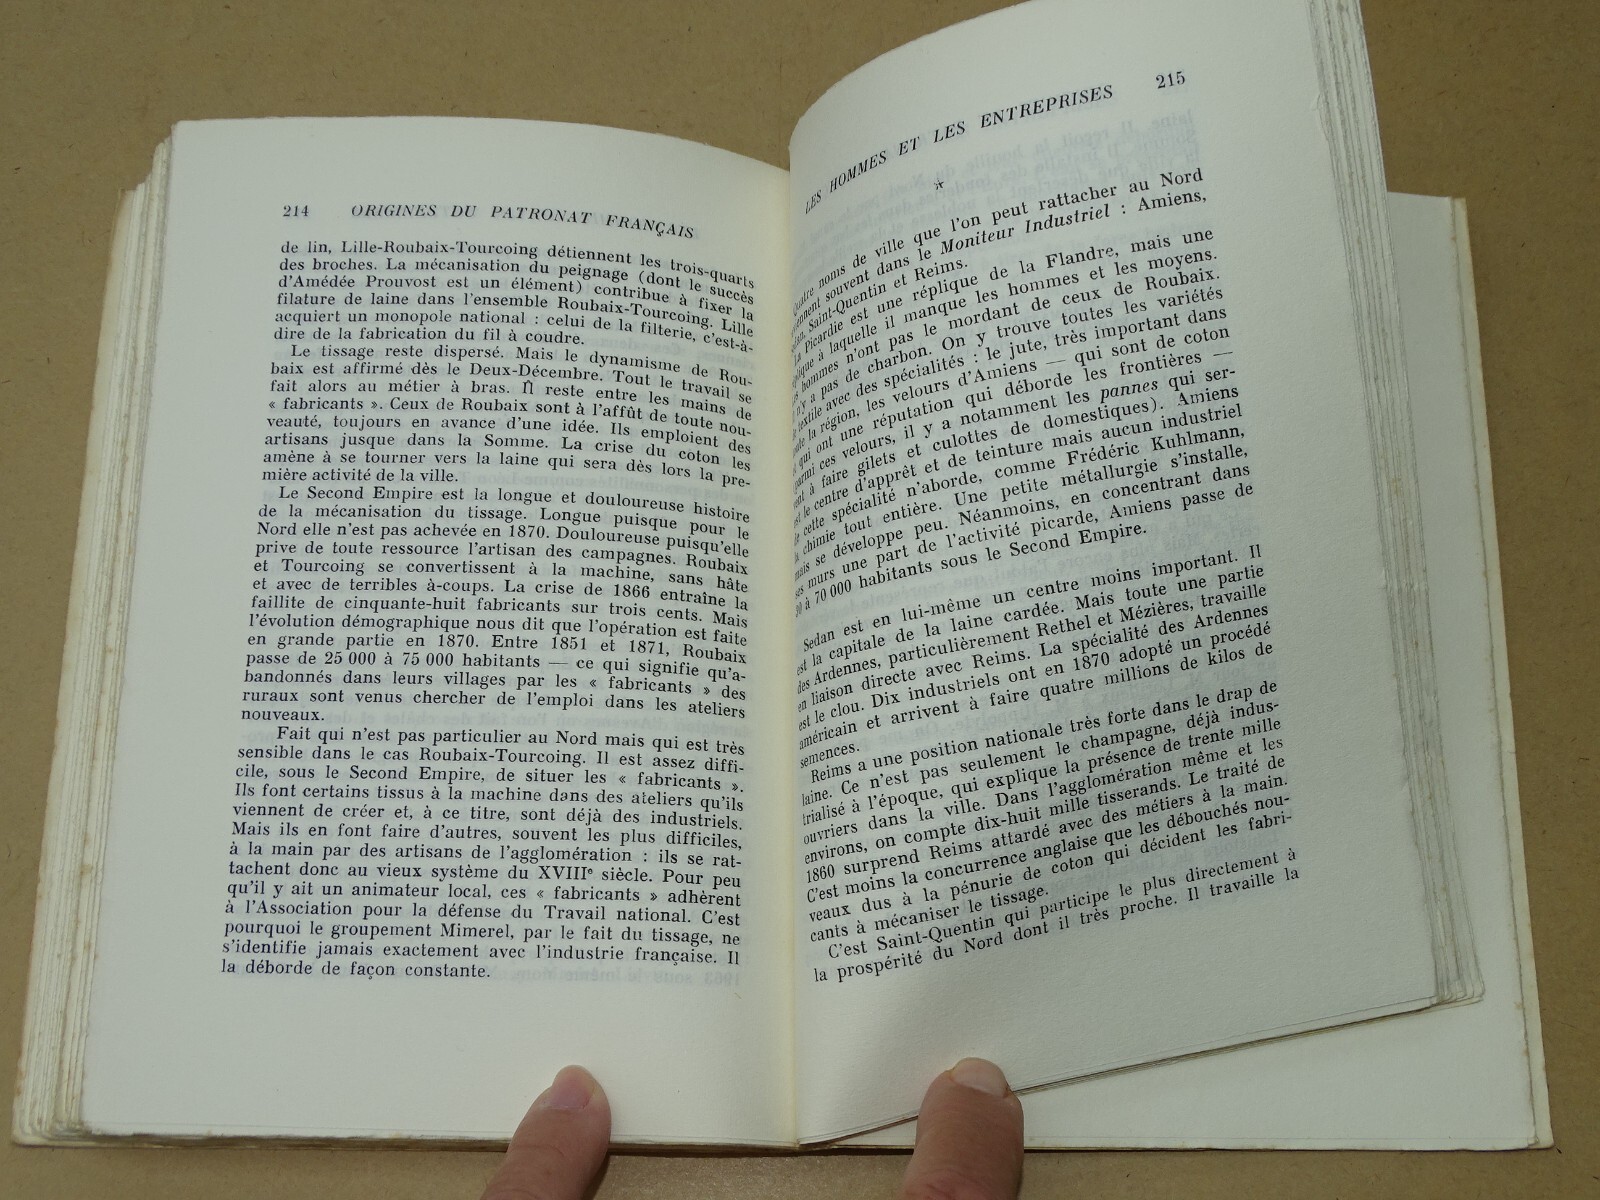 214 ORIGINES DU PATRONAT FRANÇAIS
de lin, Lille-Roubaix-Tourcoing détiennent les trois-quarts
des broches. La mécanisation du peignage (dont le succès
d'Amédée Prouvost est un élément) contribue à fixer la
filature de laine dans l'ensemble Roubaix-Tourcoing. Lille
acquiert un monopole national : celui de la filterie, c'est-à-
dire de la fabrication du fil à coudre.
Le tissage reste dispersé. Mais le dynamisme de Rou-
baix est affirmé dès le Deux-Décembre. Tout le travail se
fait alors au métier à bras. Il reste entre les mains de
« fabricants ». Ceux de Roubaix sont à l'affût de toute nou-
veauté, toujours en avance d'une idée. Ils emploient des
artisans jusque dans la Somme. La crise du coton les
amène à se tourner vers la laine qui sera dès lors la pre-
mière activité de la ville.
Le Second Empire est la longue et douloureuse histoire
de la mécanisation du tissage. Longue puisque pour le
Nord elle n'est pas achevée en 1870. Douloureuse puisqu'elle
prive de toute ressource l'artisan des campagnes. Roubaix
et Tourcoing se convertissent à la machine, sans hâte
et avec de terribles à-coups. La crise de 1866 entraîne la
faillite de cinquante-huit fabricants sur trois cents. Mais
l'évolution démographique nous dit que l'opération est faite
en grande partie en 1870. Entre 1851 et 1871, Roubaix
passe de 25 000 à 75 000 habitants — ce qui signifie qu'a-
bandonnés dans leurs villages par les « fabricants » des
ruraux sont venus chercher de l'emploi dans les ateliers
nouveaux.
Fait qui n'est pas particulier au Nord mais qui est très
sensible dans le cas Roubaix-Tourcoing. Il est assez diffi-
cile, sous le Second Empire, de situer les « fabricants ».
Ils font certains tissus à la machine dans des ateliers qu'ils
viennent de créer et, à ce titre, sont déjà des industriels.
Mais ils en font faire d'autres, souvent les plus difficiles,
à la main par des artisans de l'agglomération : ils se rat-
tachent donc au vieux système du XVIIIe siècle. Pour peu
qu'il y ait un animateur local, ces « fabricants » adhèrent
à l'Association pour la défense du Travail national. C'est
pourquoi le groupement Mimerel, par le fait du tissage, ne
s'identifie jamais exactement avec l'industrie française. Il
la déborde de façon constante.
LES HOMMES ET LES ENTREPRISES 215
Quatre noms de ville que l'on peut rattacher au Nord
souvent dans le Moniteur Industriel : Amiens,
Saint-Quentin et Reims.
Picardie est une réplique de la Flandre, mais une
à laquelle il manque les hommes et les moyens.
hommes n'ont pas le mordant de ceux de Roubaix.
n'y a pas de charbon. On y trouve toutes les variétés
textile avec des spécialités : le jute, très important dans
la région, les velours d'Amiens — qui sont de coton
qui ont une réputation qui déborde les frontières —
parmi ces velours, il y a notamment les pannes qui ser-
à faire gilets et culottes de domestiques). Amiens
le centre d'apprêt et de teinture mais aucun industriel
cette spécialité n'aborde, comme Frédéric Kuhlmann,
chimie tout entière. Une petite métallurgie s'installe,
mais se développe peu. Néanmoins, en concentrant dans
ses murs une part de l'activité picarde, Amiens passe de
à 70 000 habitants sous le Second Empire.
Sedan est en lui-même un centre moins important. Il
est la capitale de la laine cardée. Mais toute une partie
des Ardennes, particulièrement Rethel et Mézières, travaille
en liaison directe avec Reims. La spécialité des Ardennes
est le clou. Dix industriels ont en 1870 adopté un procédé
américain et arrivent à faire quatre millions de kilos de
semences.
Reims a une position nationale très forte dans le drap de
laine. Ce n'est pas seulement le champagne, déjà indus-
trialisé à l'époque, qui explique la présence de trente mille
ouvriers dans la ville. Dans l'agglomération même et les
environs, on compte dix-huit mille tisserands. Le traité de
1860 surprend Reims attardé avec des métiers à la main.
C'est moins la concurrence anglaise que les débouchés nou-
veaux dus à la pénurie de coton qui décident les fabri-
cants à mécaniser le tissage.
C'est Saint-Quentin qui participe le plus directement à
la prospérité du Nord dont il très proche. Il travaille la